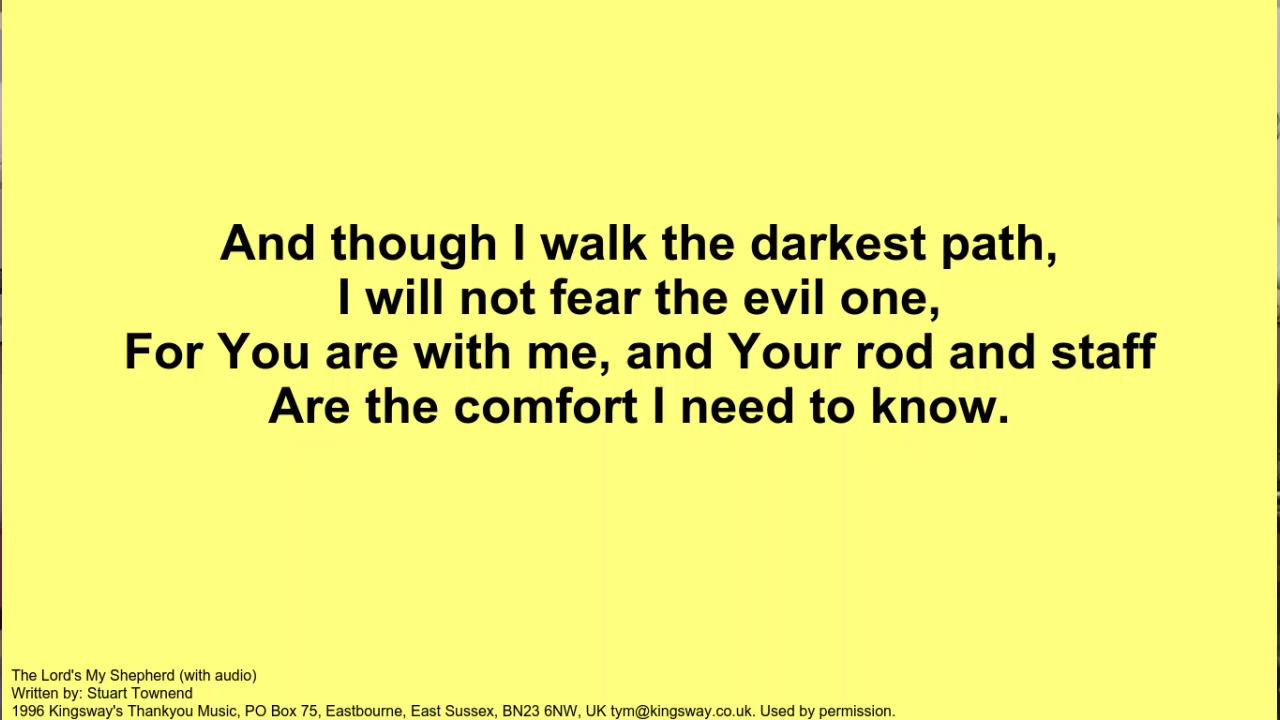 And though I walk the darkest path,
I will not fear the evil one,
For You are with me, and Your rod and staff
Are the comfort I need to know.
The Lord's My Shepherd (with audio)
Written by: Stuart Townend
1996 Kingsway's Thankyou Music, PO Box 75, Eastbourne, East Sussex, BN23 6NW, UK tym@kingsway.co.uk. Used by permission.